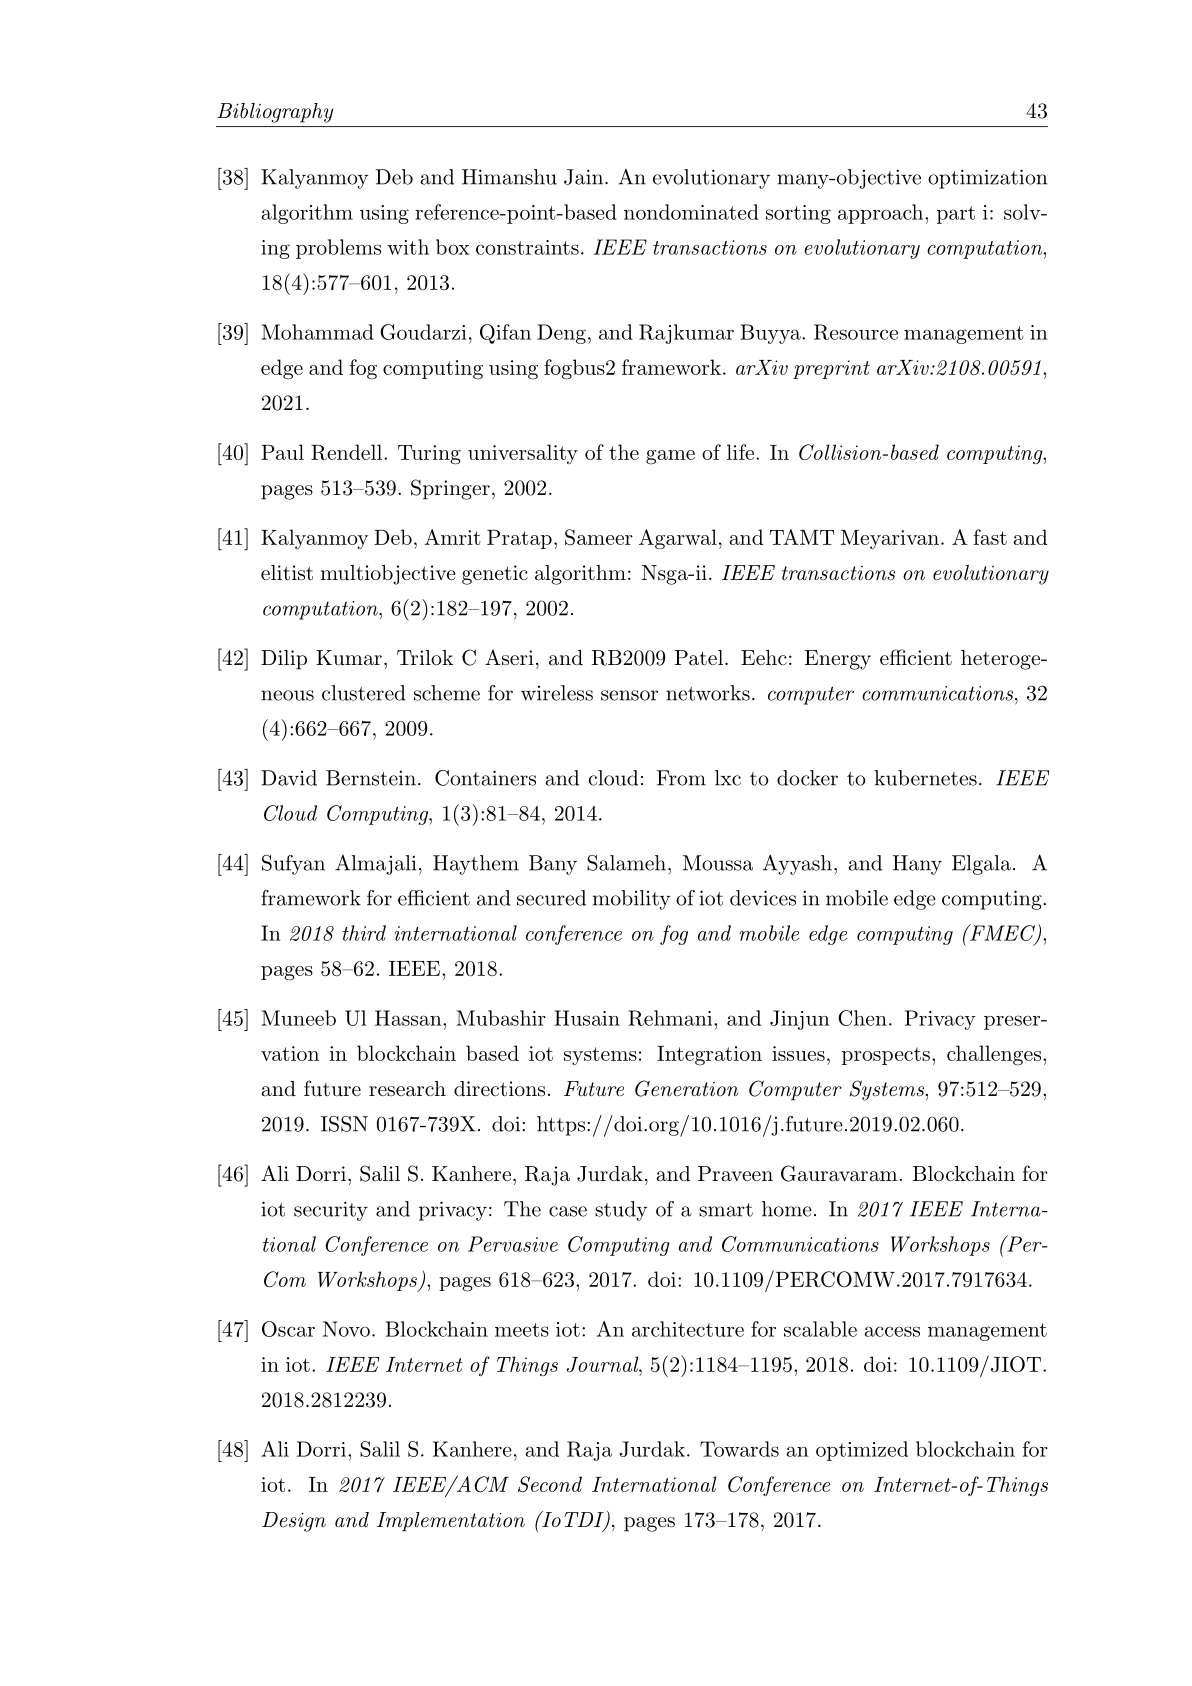 Bibliography 43
[38] Kalyanmoy Deb and Himanshu Jain. An evolutionary many-objective optimization
algorithm using reference-point-based nondominated sorting approach, part i: solv-
ing problems with box constraints. IEEE transactions on evolutionary computation,
18(4):577–601, 2013.
[39] Mohammad Goudarzi, Qifan Deng, and Rajkumar Buyya. Resource management in
edge and fog computing using fogbus2 framework. arXiv preprint arXiv:2108.00591,
2021.
[40] Paul Rendell. Turing universality of the game of life. In Collision-based computing,
pages 513–539. Springer, 2002.
[41] Kalyanmoy Deb, Amrit Pratap, Sameer Agarwal, and TAMT Meyarivan. A fast and
elitist multiobjective genetic algorithm: Nsga-ii. IEEE transactions on evolutionary
computation, 6(2):182–197, 2002.
[42] Dilip Kumar, Trilok C Aseri, and RB2009 Patel. Eehc: Energy efficient heteroge-
neous clustered scheme for wireless sensor networks. computer communications, 32
(4):662–667, 2009.
[43] David Bernstein. Containers and cloud: From lxc to docker to kubernetes. IEEE
Cloud Computing, 1(3):81–84, 2014.
[44] Sufyan Almajali, Haythem Bany Salameh, Moussa Ayyash, and Hany Elgala. A
framework for efficient and secured mobility of iot devices in mobile edge computing.
In 2018 third international conference on fog and mobile edge computing (FMEC),
pages 58–62. IEEE, 2018.
[45] Muneeb Ul Hassan, Mubashir Husain Rehmani, and Jinjun Chen. Privacy preser-
vation in blockchain based iot systems: Integration issues, prospects, challenges,
and future research directions. Future Generation Computer Systems, 97:512–529,
2019. ISSN 0167-739X. doi: https://doi.org/10.1016/j.future.2019.02.060.
[46] Ali Dorri, Salil S. Kanhere, Raja Jurdak, and Praveen Gauravaram. Blockchain for
iot security and privacy: The case study of a smart home. In 2017 IEEE Interna-
tional Conference on Pervasive Computing and Communications Workshops (Per-
Com Workshops), pages 618–623, 2017. doi: 10.1109/PERCOMW.2017.7917634.
[47] Oscar Novo. Blockchain meets iot: An architecture for scalable access management
in iot. IEEE Internet of Things Journal, 5(2):1184–1195, 2018. doi: 10.1109/JIOT.
2018.2812239.
[48] Ali Dorri, Salil S. Kanhere, and Raja Jurdak. Towards an optimized blockchain for
iot. In 2017 IEEE/ACM Second International Conference on Internet-of-Things
Design and Implementation (IoTDI), pages 173–178, 2017.